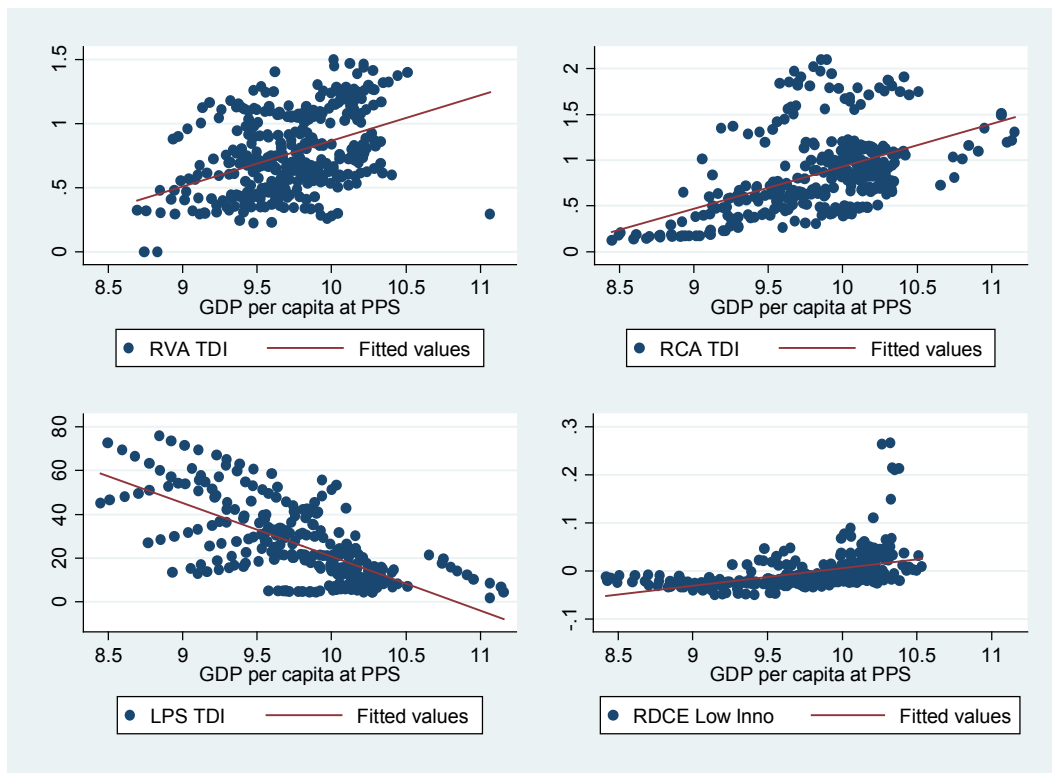 1.5
1
.5
0
8.5 9 9.5 10 10.5 11
GDP per capita at PPS
RVA TDI Fitted values
2
1.5
1
.5
0
8.5 9 9.5 10 10.5 11
GDP per capita at PPS
RCA TDI Fitted values
80
60
40
20
0
8.5 9 9.5 10 10.5 11
GDP per capita at PPS
LPS TDI Fitted values
.3
.2
.1
0
-.1
8.5 9 9.5 10 10.5 11
GDP per capita at PPS
RDCE Low Inno Fitted values